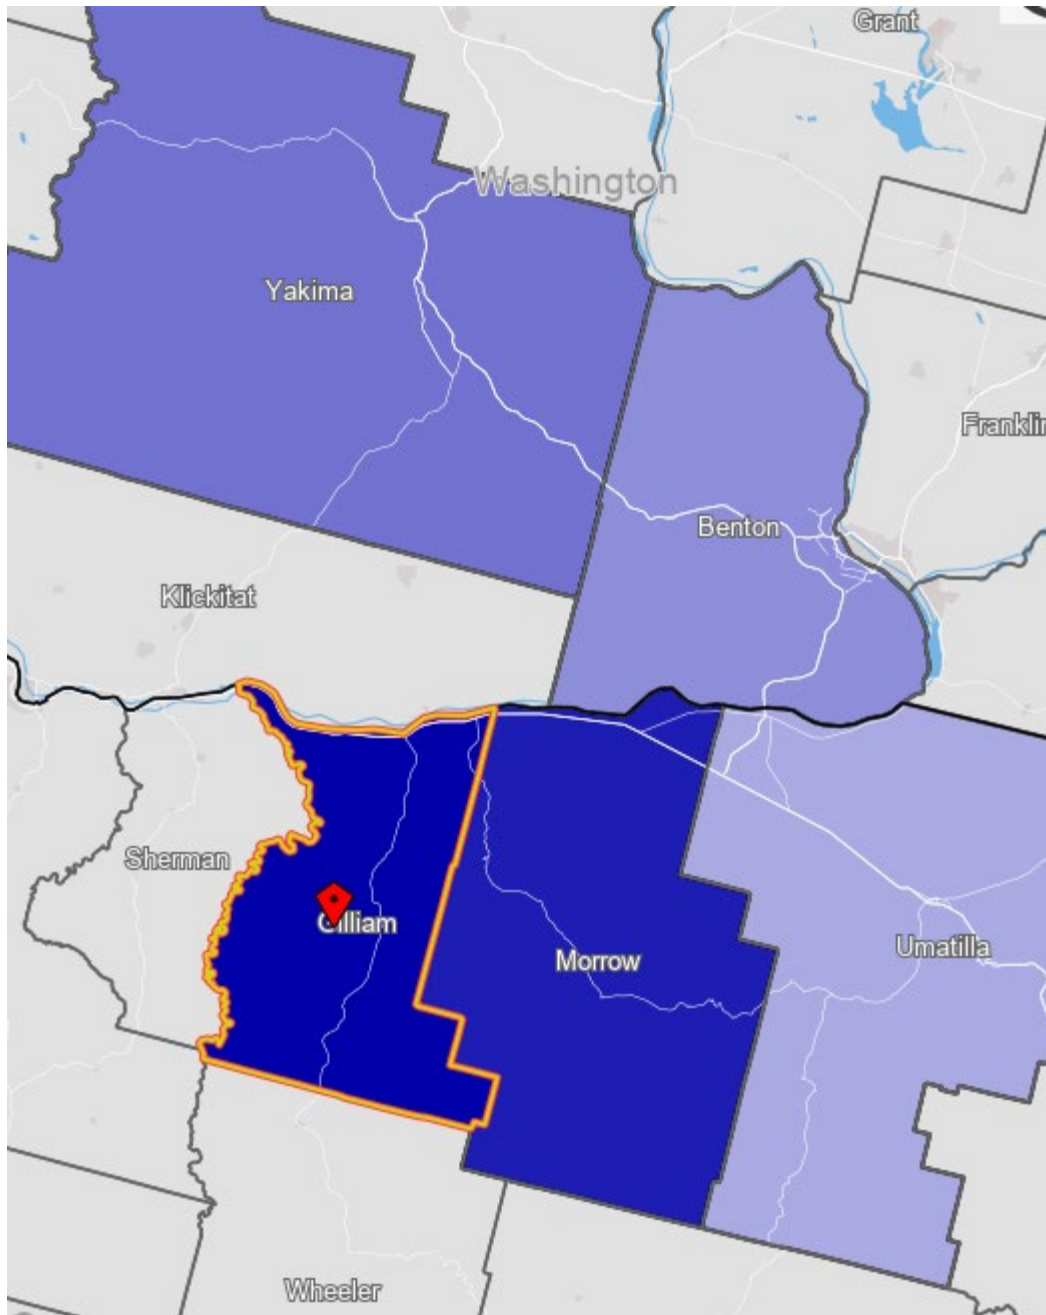 Grant
Washington
Yakima
Franklin
Benton
Klickitat
Sherman
Gilliam
Umatilla
Morrow
Wheeler